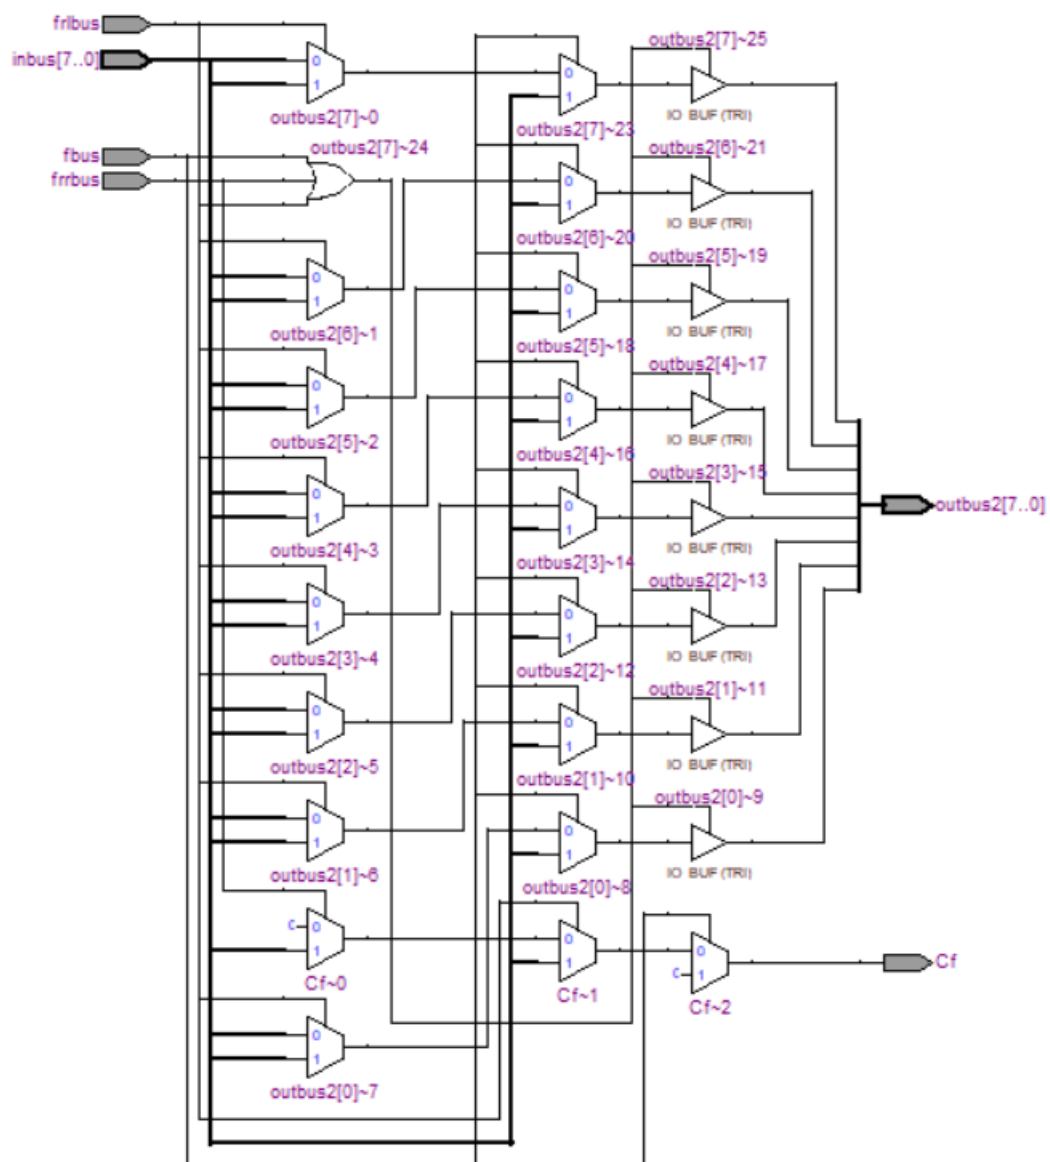 frlbus
inbus[7..0]
0
1
outbus2[7]~0
fbus
frrbus
outbus2[7]~24
0
1
outbus2[6]~1
0
1
outbus2[5]~2
0
1
outbus2[4]~3
0
1
outbus2[3]~4
0
1
outbus2[2]~5
0
1
outbus2[1]~6
c
0
1
Cf~0
0
1
outbus2[0]~7
0
1
outbus2[7]~23
0
1
outbus2[6]~20
0
1
outbus2[5]~18
0
1
outbus2[4]~16
0
1
outbus2[3]~14
0
1
outbus2[2]~12
0
1
outbus2[1]~10
0
1
outbus2[0]~8
0
1
Cf~1
outbus2[7]~25
IO BUF (TRI)
outbus2[6]~21
IO BUF (TRI)
outbus2[5]~19
IO BUF (TRI)
outbus2[4]~17
IO BUF (TRI)
outbus2[3]~15
IO BUF (TRI)
outbus2[2]~13
IO BUF (TRI)
outbus2[1]~11
IO BUF (TRI)
outbus2[0]~9
IO BUF (TRI)
0
c
1
Cf~2
outbus2[7..0]
Cf